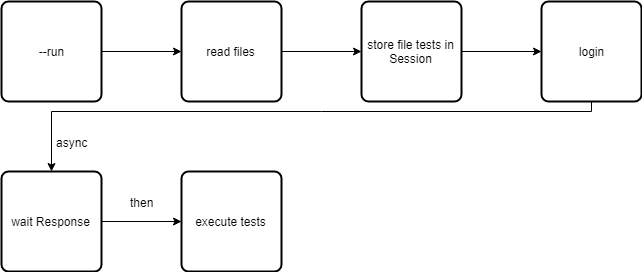 --run
read files
store file tests in
Session
login
async
wait Response
then
execute tests